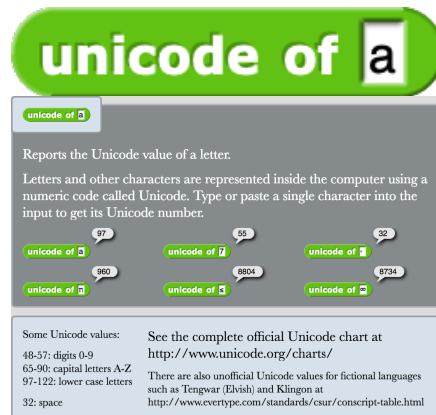 unicode of a
unicode of a
Reports the Unicode value of a letter.
Letters and other characters are represented inside the computer using a
numeric code called Unicode. Type or paste a single character into the
input to get its Unicode number.
97 55 32
unicode of a unicode of 7 unicode of
960 8804 8734
unicode of π unicode of ≤ unicode of ∞
Some Unicode values:
48-57: digits 0-9
65-90: capital letters A-Z
97-122: lower case letters
32: space
See the complete official Unicode chart at
http://www.unicode.org/charts/
There are also unofficial Unicode values for fictional languages
such as Tengwar (Elvish) and Klingon at
http://www.evertype.com/standards/csur/conscript-table.html